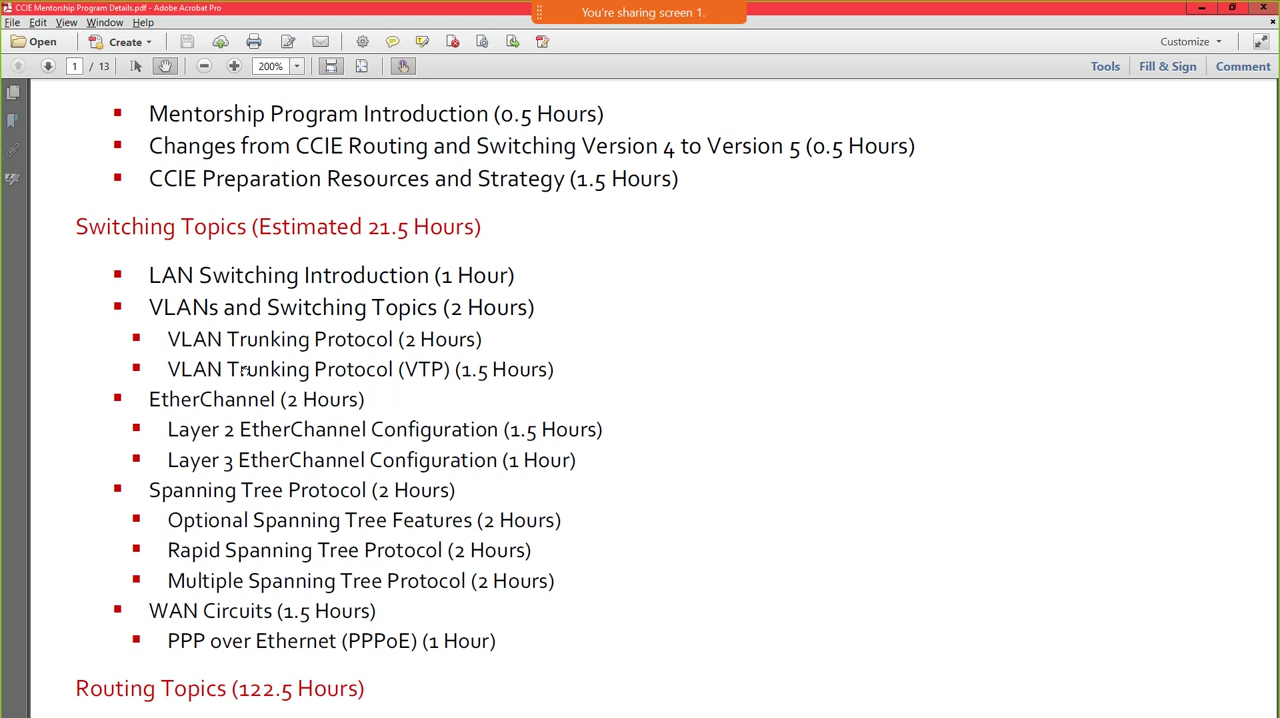 CCIE Mentorship Program Details.pdf - Adobe Acrobat Pro
You're sharing screen 1.
File Edit View Window Help
Open Create Customize
1 / 13 200% Tools Fill & Sign Comment
Mentorship Program Introduction (0.5 Hours)
Changes from CCIE Routing and Switching Version 4 to Version 5 (0.5 Hours)
CCIE Preparation Resources and Strategy (1.5 Hours)
Switching Topics (Estimated 21.5 Hours)
LAN Switching Introduction (1 Hour)
VLANs and Switching Topics (2 Hours)
VLAN Trunking Protocol (2 Hours)
VLAN Trunking Protocol (VTP) (1.5 Hours)
EtherChannel (2 Hours)
Layer 2 EtherChannel Configuration (1.5 Hours)
Layer 3 EtherChannel Configuration (1 Hour)
Spanning Tree Protocol (2 Hours)
Optional Spanning Tree Features (2 Hours)
Rapid Spanning Tree Protocol (2 Hours)
Multiple Spanning Tree Protocol (2 Hours)
WAN Circuits (1.5 Hours)
PPP over Ethernet (PPPoE) (1 Hour)
Routing Topics (122.5 Hours)